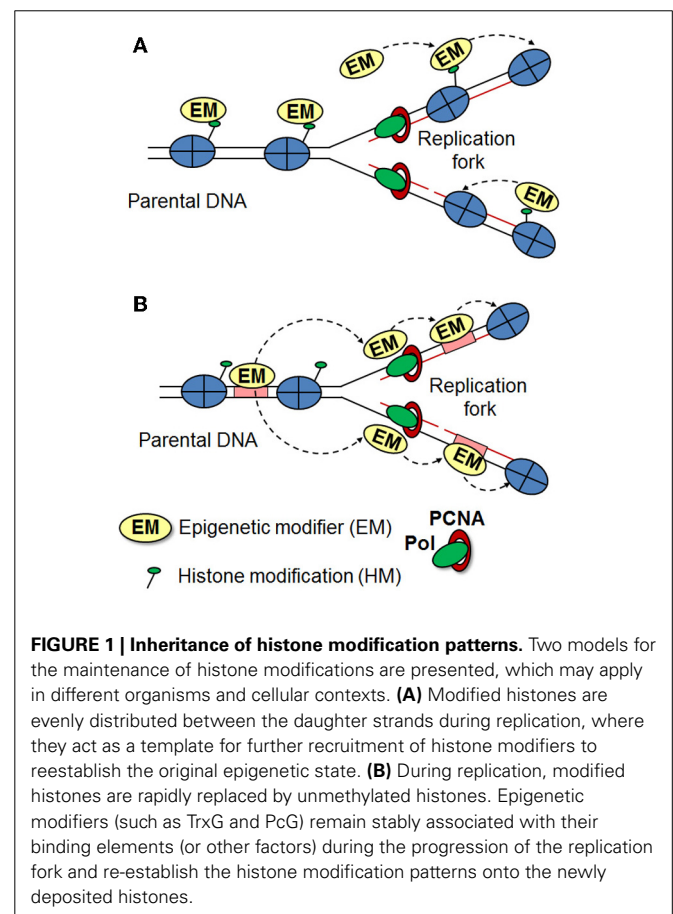 A
EM
EM
EM
EM
Replication
fork
Parental DNA
EM
B
EM
EM
EM
Replication
fork
Parental DNA
EM
EM
EM Epigenetic modifier (EM)
PCNA
Pol
Histone modification (HM)
FIGURE 1 | Inheritance of histone modification patterns. Two models for
the maintenance of histone modifications are presented, which may apply
in different organisms and cellular contexts. (A) Modified histones are
evenly distributed between the daughter strands during replication, where
they act as a template for further recruitment of histone modifiers to
reestablish the original epigenetic state. (B) During replication, modified
histones are rapidly replaced by unmethylated histones. Epigenetic
modifiers (such as TrxG and PcG) remain stably associated with their
binding elements (or other factors) during the progression of the replication
fork and re-establish the histone modification patterns onto the newly
deposited histones.